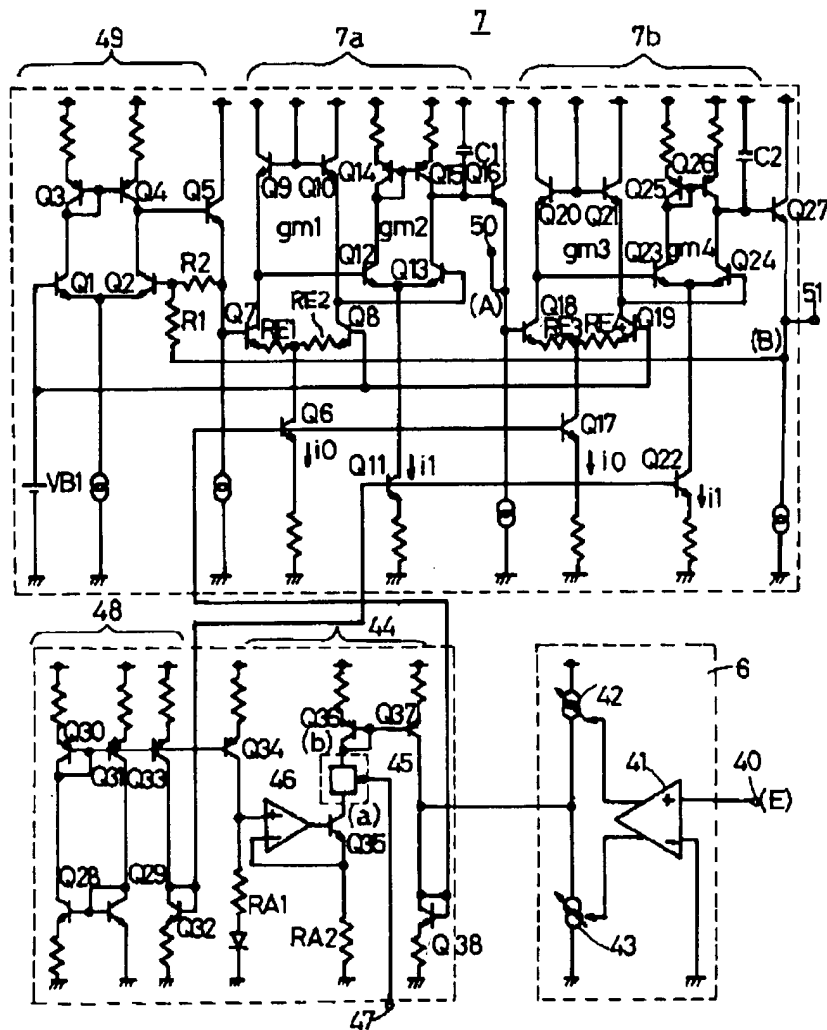 7
49
7a
7b
Q3
Q4
Q5
Q9
Q10
Q14
Q15
C1
Q16
Q20
Q21
Q25
Q26
C2
Q27
gm1
gm2
50
gm3
gm4
Q1
Q2
R2
Q12
Q13
Q23
Q24
51
R1
Q7
RE1
RE2
Q8
(A)
Q18
RE3
RE4
Q19
(B)
VB1
Q6
i0
Q11
i1
Q17
i0
Q22
i1
48
44
6
Q30
Q31
Q33
Q34
Q36
Q37
42
(b)
46
45
41
40
(E)
(a)
Q35
Q28
Q29
Q32
RA1
RA2
Q38
43
47